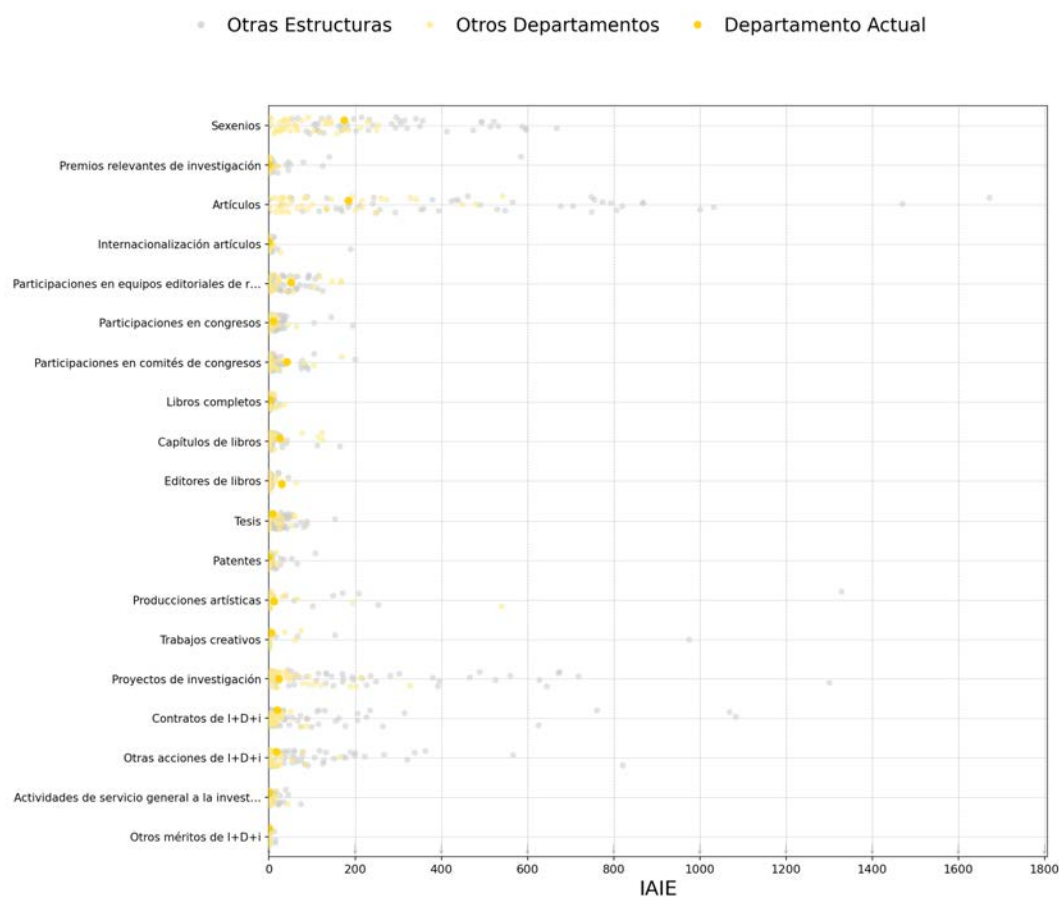 Otras Estructuras Otros Departamentos Departamento Actual
Sexenios
Premios relevantes de investigación
Artículos
Internacionalización artículos
Participaciones en equipos editoriales de r...
Participaciones en congresos
Participaciones en comités de congresos
Libros completos
Capítulos de libros
Editores de libros
Tesis
Patentes
Producciones artísticas
Trabajos creativos
Proyectos de investigación
Contratos de I+D+i
Otras acciones de I+D+i
Actividades de servicio general a la invest...
Otros méritos de I+D+i
0 200 400 600 800 1000 1200 1400 1600 1800
IAIE